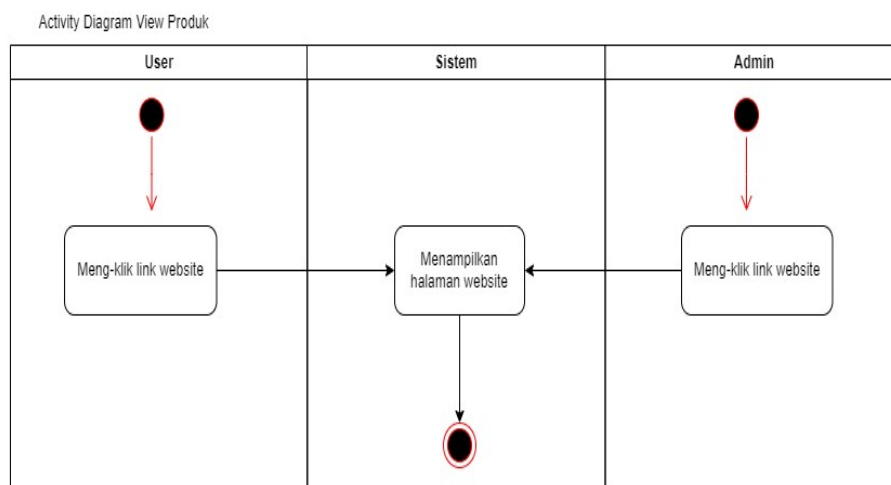 Activity Diagram View Produk
User
Sistem
Admin
Meng-klik link website
Menampilkan
halaman website
Meng-klik link website